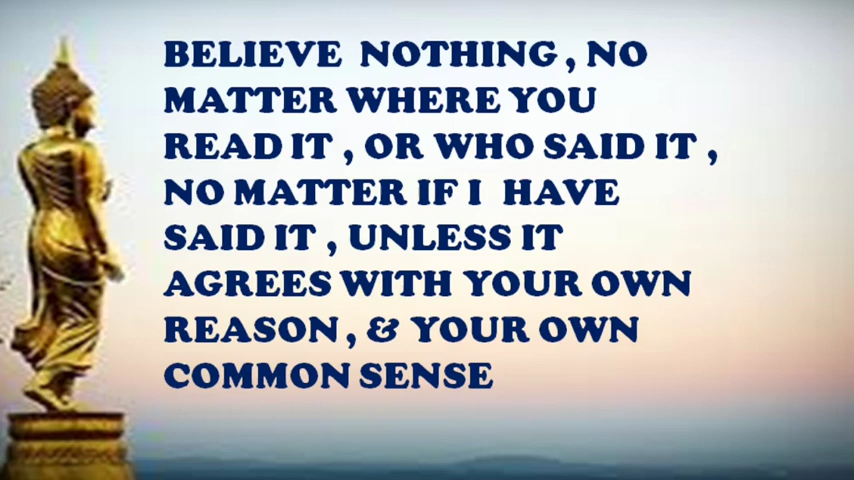 BELIEVE NOTHING , NO
MATTER WHERE YOU
READ IT , OR WHO SAID IT ,
NO MATTER IF I HAVE
SAID IT , UNLESS IT
AGREES WITH YOUR OWN
REASON , & YOUR OWN
COMMON SENSE